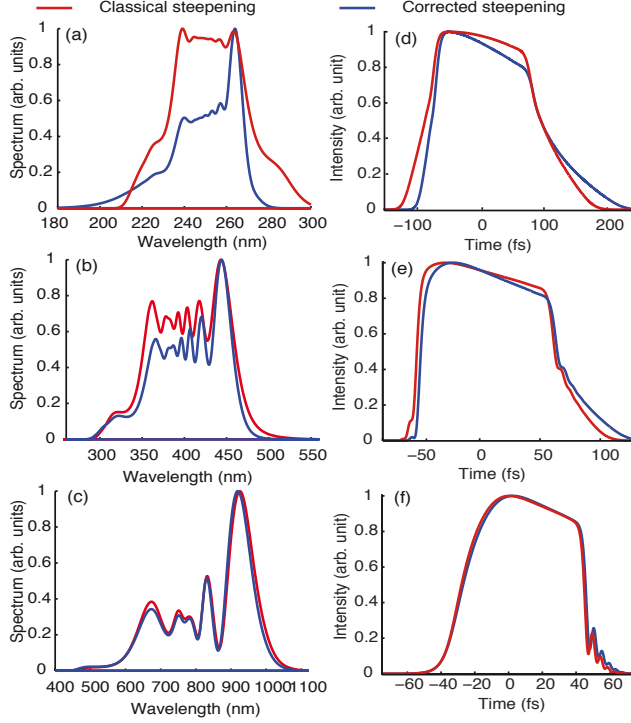 Classical steepening Corrected steepening
(a)
Spectrum (arb. units)
1
0.8
0.6
0.4
0.2
0
180 200 220 240 260 280 300
Wavelength (nm)
(d)
Intensity (arb. unit)
1
0.8
0.6
0.4
0.2
0
−100 0 100 200
Time (fs)
(b)
Spectrum (arb. units)
1
0.8
0.6
0.4
0.2
0
300 350 400 450 500 550
Wavelength (nm)
(e)
Intensity (arb. unit)
1
0.8
0.6
0.4
0.2
0
−50 0 50 100
Time (fs)
(c)
Spectrum (arb. units)
1
0.8
0.6
0.4
0.2
0
400 500 600 700 800 900 1000 1100
Wavelength (nm)
(f)
Intensity (arb. unit)
1
0.8
0.6
0.4
0.2
0
−60 −40 −20 0 20 40 60
Time (fs)